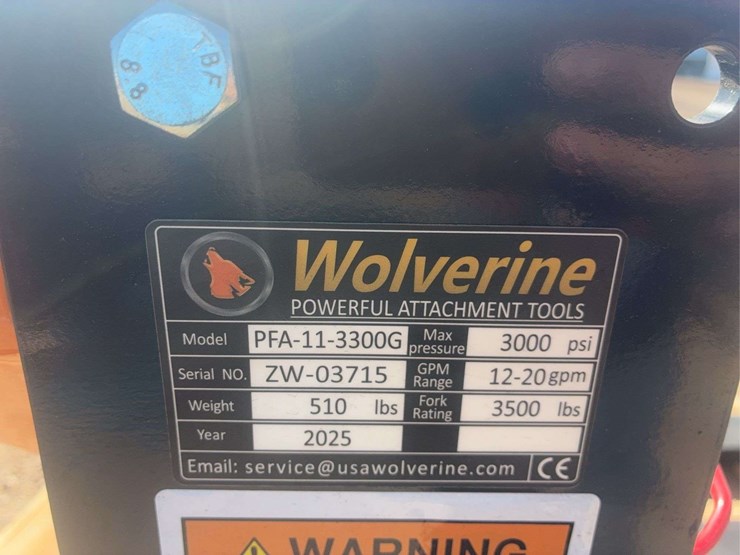 TBF
8.8
Wolverine
POWERFUL ATTACHMENT TOOLS
Model PFA-11-3300G Max pressure 3000 psi
Serial NO. ZW-03715 GPM Range 12-20 gpm
Weight 510 lbs Fork Rating 3500 lbs
Year 2025
Email: service@usawolverine.com CE
WARNING